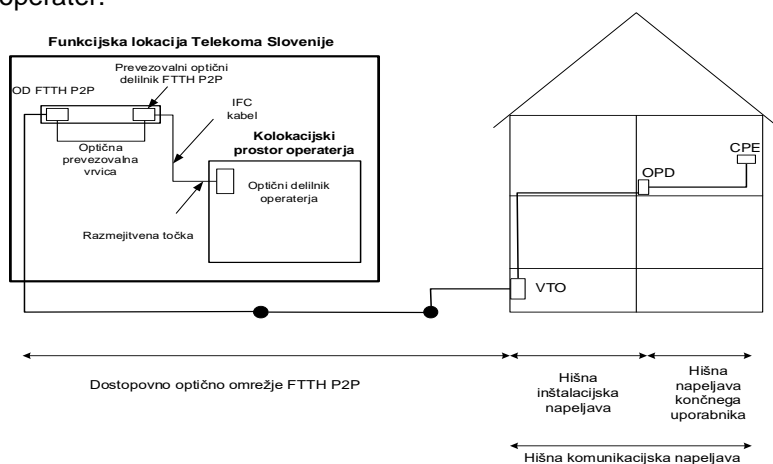 operater.
Funkcijska lokacija Telekoma Slovenije
Prevezovalni optični
delilnik FTTH P2P
OD FTTH P2P
IFC
kabel
Optična
prevezovalna
vrvica
Kolokacijski
prostor operaterja
Optični delilnik
operaterja
Razmejitvena točka
CPE
OPD
VTO
Dostopovno optično omrežje FTTH P2P
Hišna
inštalacijska
napeljava
Hišna
napeljava
končnega
uporabnika
Hišna komunikacijska napeljava